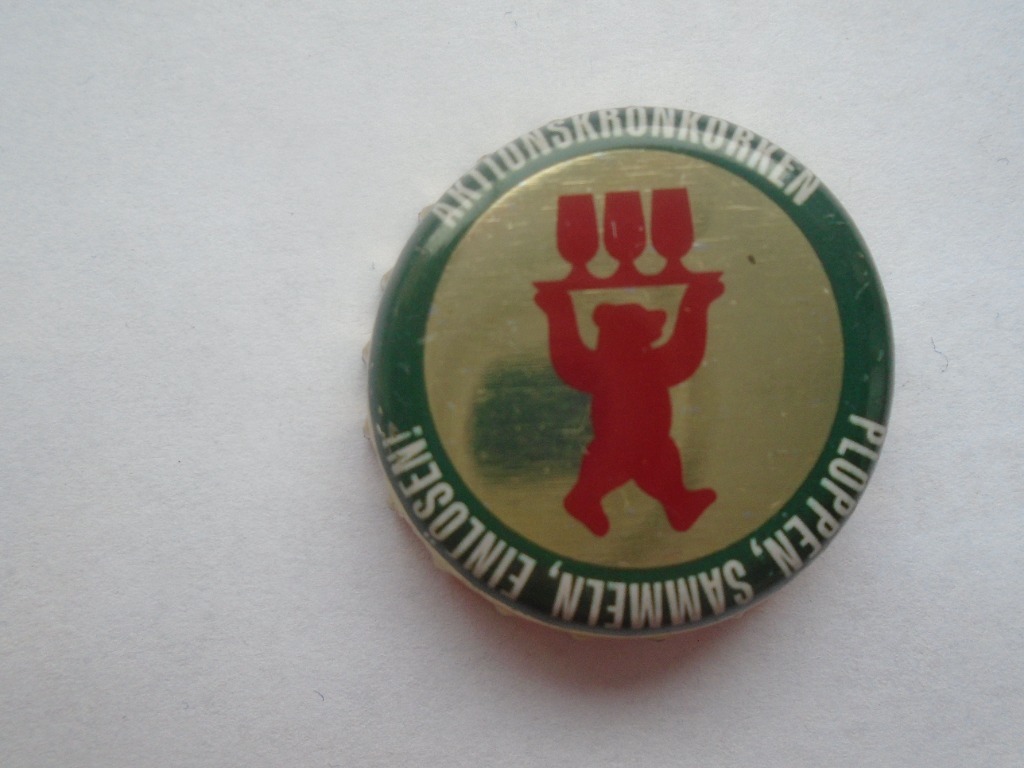 AKTIONSKRONKORKEN
PLOPPEN, SAMMELN, EINLÖSEN!